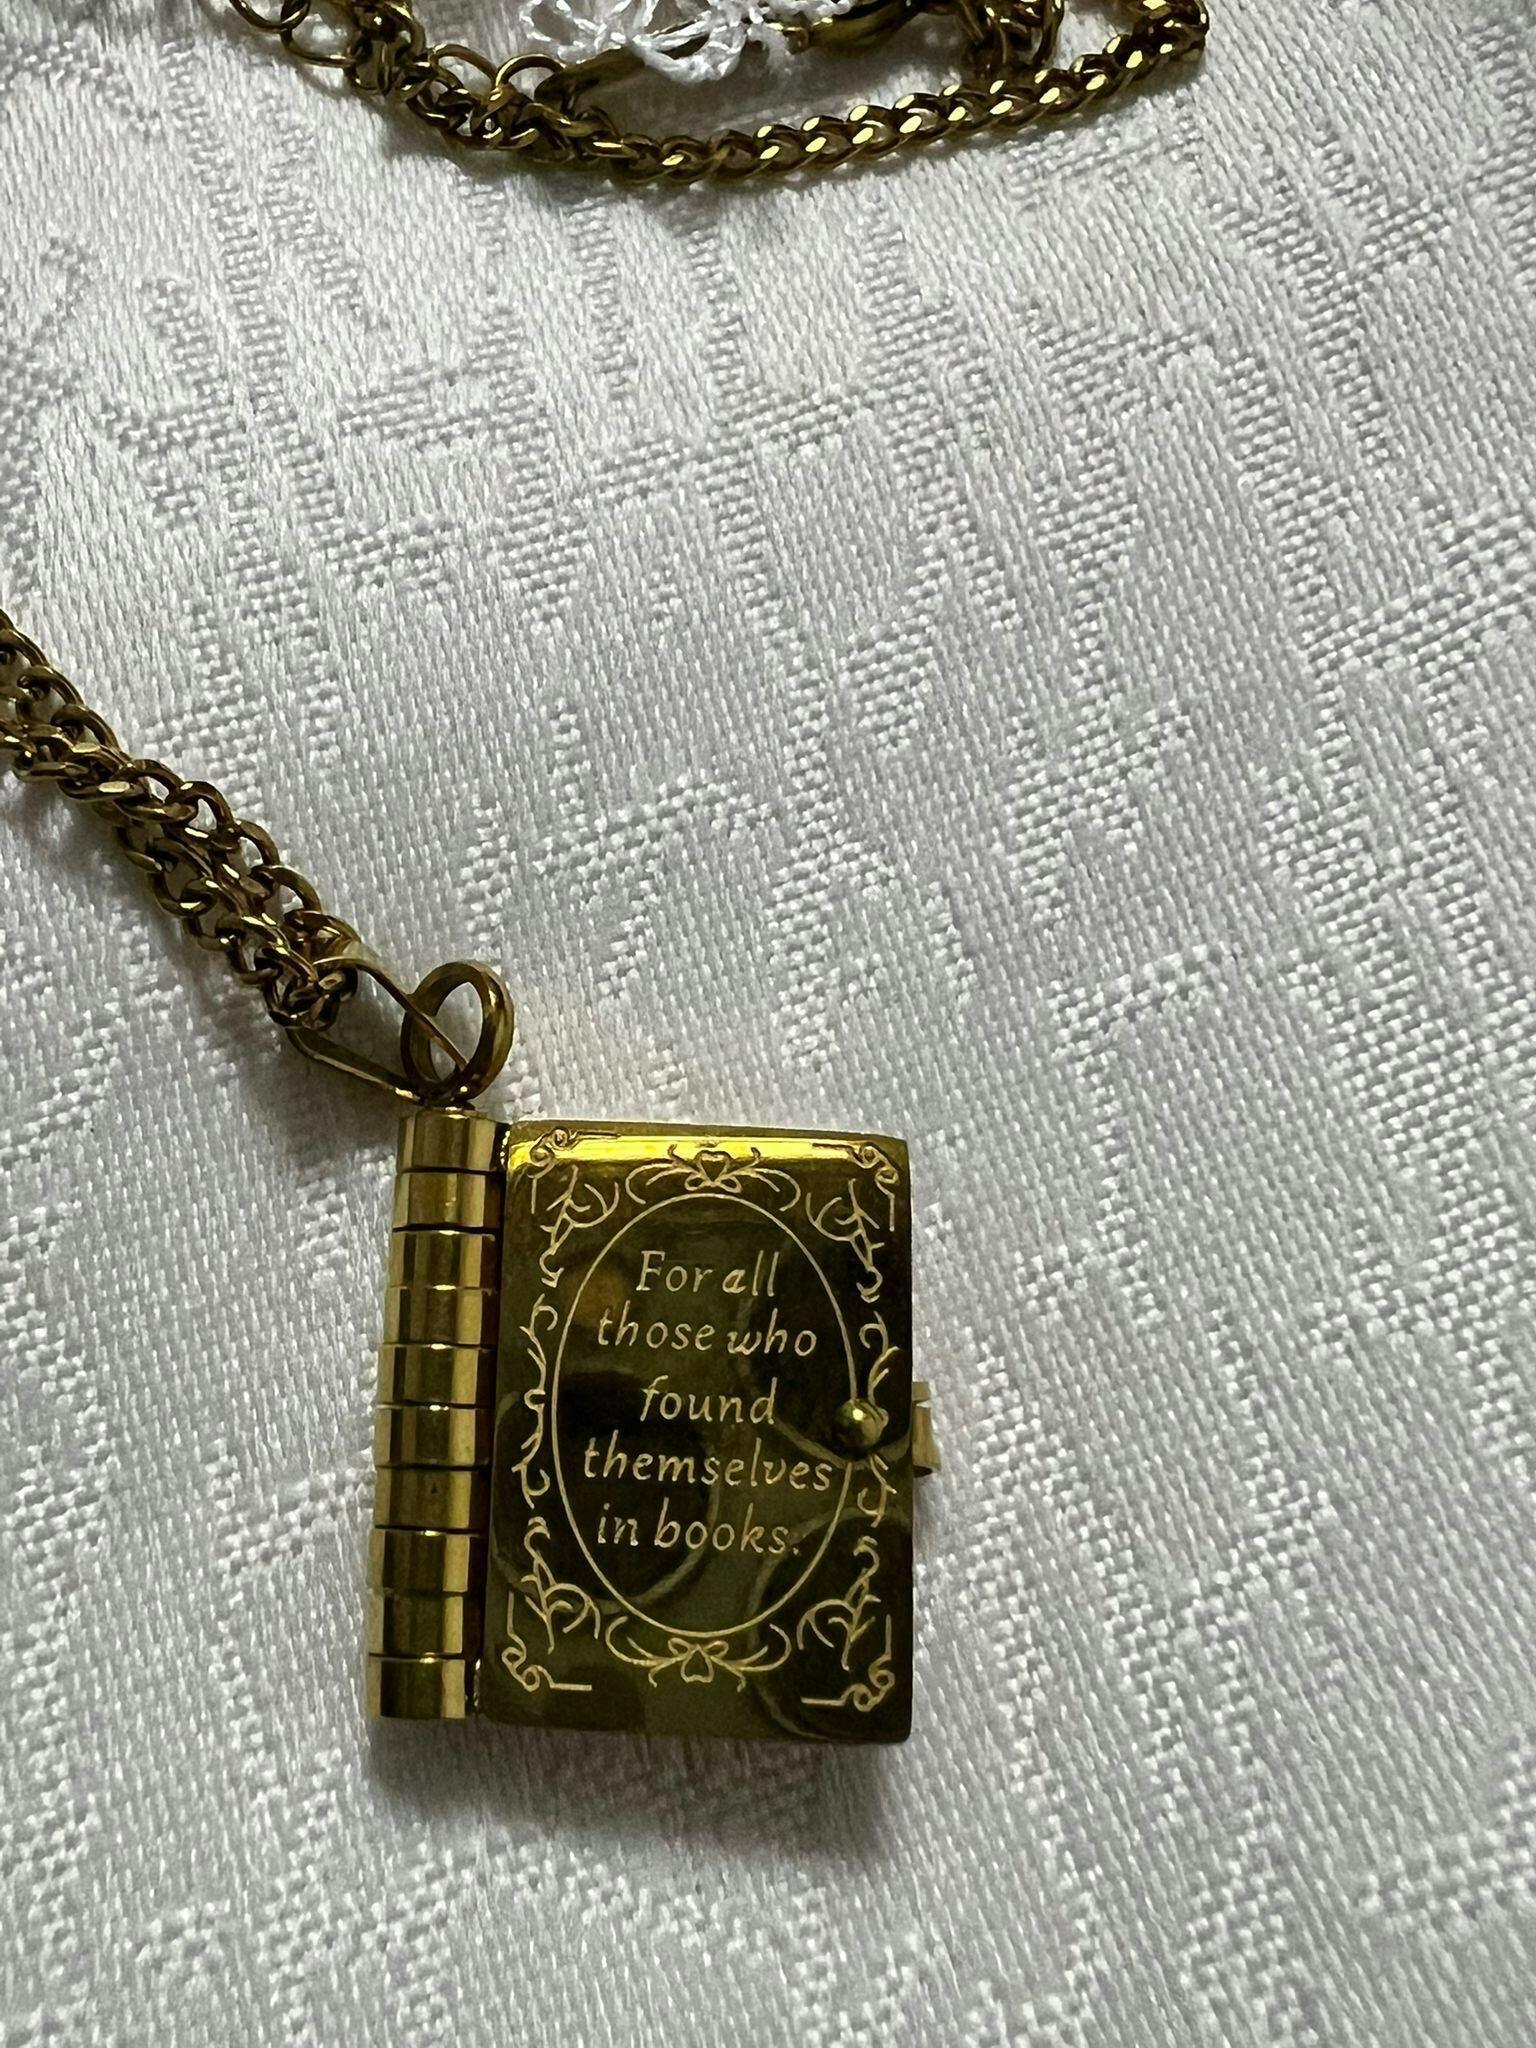 For all
those who
found
themselves
in books.